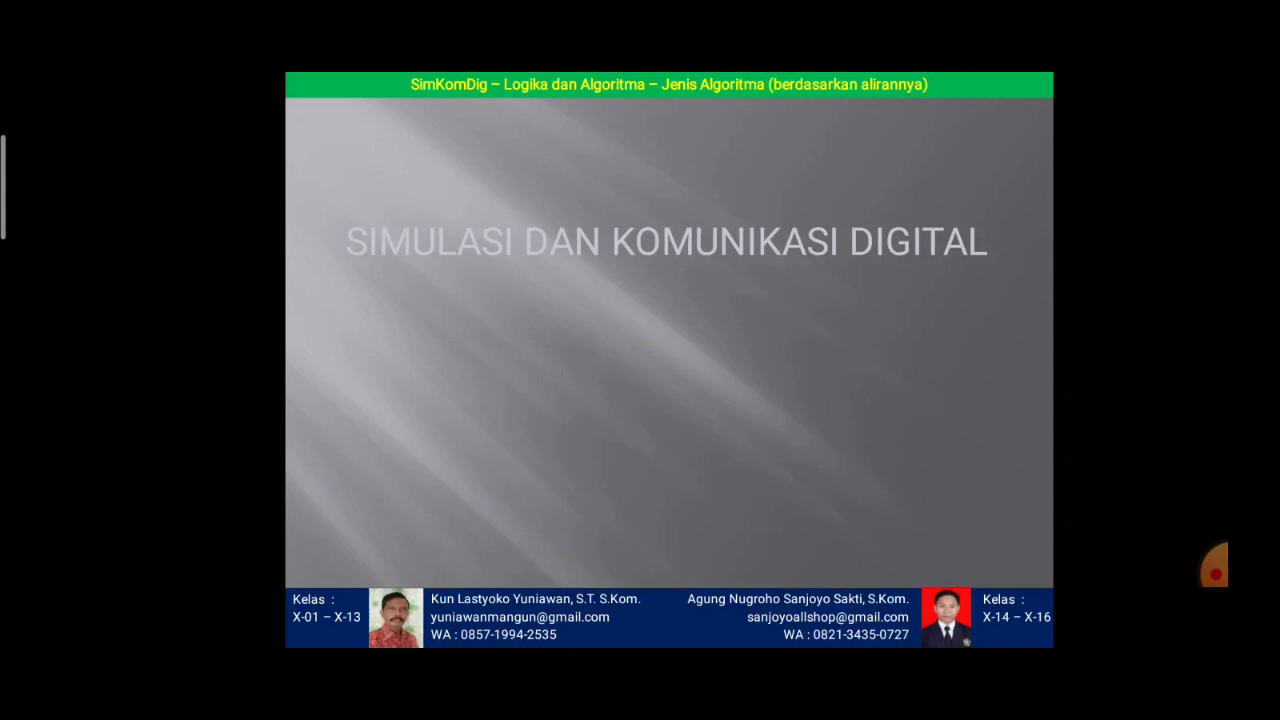 SimKomDig – Logika dan Algoritma – Jenis Algoritma (berdasarkan alirannya)
SIMULASI DAN KOMUNIKASI DIGITAL
Kelas :
X-01 – X-13
Kun Lastyoko Yuniawan, S.T. S.Kom.
yuniawanmangun@gmail.com
WA : 0857-1994-2535
Agung Nugroho Sanjoyo Sakti, S.Kom.
sanjoyoallshop@gmail.com
WA : 0821-3435-0727
Kelas :
X-14 – X-16